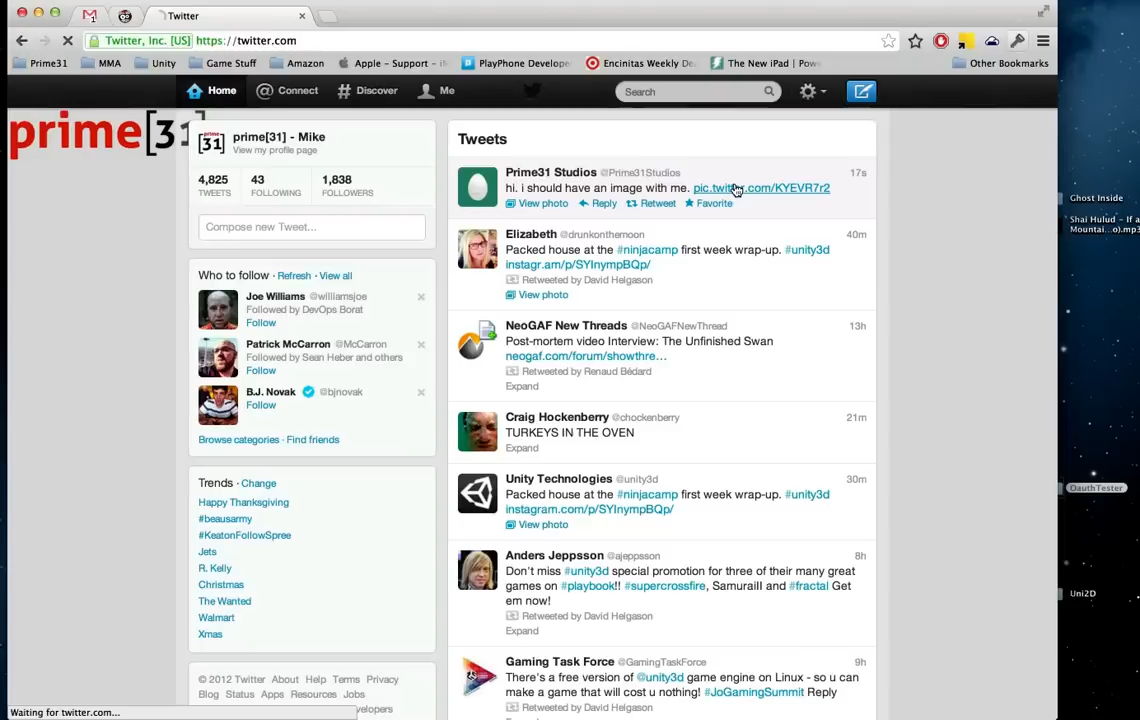 Twitter
Twitter, Inc. [US] https://twitter.com
Prime31 MMA Unity Game Stuff Amazon Apple - Support - i PlayPhone Develope Encinitas Weekly De The New iPad | Pow Other Bookmarks
Home @ Connect # Discover Me Search
prime[31]
prime[31] - Mike
View my profile page
4,825 43 1,838
TWEETS FOLLOWING FOLLOWERS
Compose new Tweet...
Who to follow · Refresh · View all
Joe Williams @williamsjoe
Followed by DevOps Borat
Follow
Patrick McCarron @McCarron
Followed by Sean Heber and others
Follow
B.J. Novak @bjnovak
Follow
Browse categories · Find friends
Trends · Change
Happy Thanksgiving
#beausarmy
#KeatonFollowSpree
Jets
R. Kelly
Christmas
The Wanted
Walmart
Xmas
© 2012 Twitter About Help Terms Privacy
Blog Status Apps Resources Jobs
evelopers
Waiting for twitter.com...
Tweets
Prime31 Studios @Prime31Studios 17s
hi. i should have an image with me. pic.twitter.com/KYEVR7r2
View photo Reply Retweet Favorite
Elizabeth @drunkonthemoon 40m
Packed house at the #ninjacamp first week wrap-up. #unity3d
instagr.am/p/SYInympBQp/
Retweeted by David Helgason
View photo
NeoGAF New Threads @NeoGAFNewThread 13h
Post-mortem video Interview: The Unfinished Swan
neogaf.com/forum/showthre...
Retweeted by Renaud Bédard
Expand
Craig Hockenberry @chockenberry 21m
TURKEYS IN THE OVEN
Expand
Unity Technologies @unity3d 30m
Packed house at the #ninjacamp first week wrap-up. #unity3d
instagram.com/p/SYInympBQp/
View photo
Anders Jeppsson @ajeppsson 8h
Don't miss #unity3d special promotion for three of their many great
games on #playbook!! #supercrossfire, SamuraiII and #fractal Get
em now!
Retweeted by David Helgason
Expand
Gaming Task Force @GamingTaskForce 9h
There's a free version of @unity3d game engine on Linux - so you can
make a game that will cost u nothing! #JoGamingSummit Reply
Retweeted by David Helgason
Ghost Inside
Shai Hulud - If a
Mountai...o).mp3
OauthTester
Uni2D